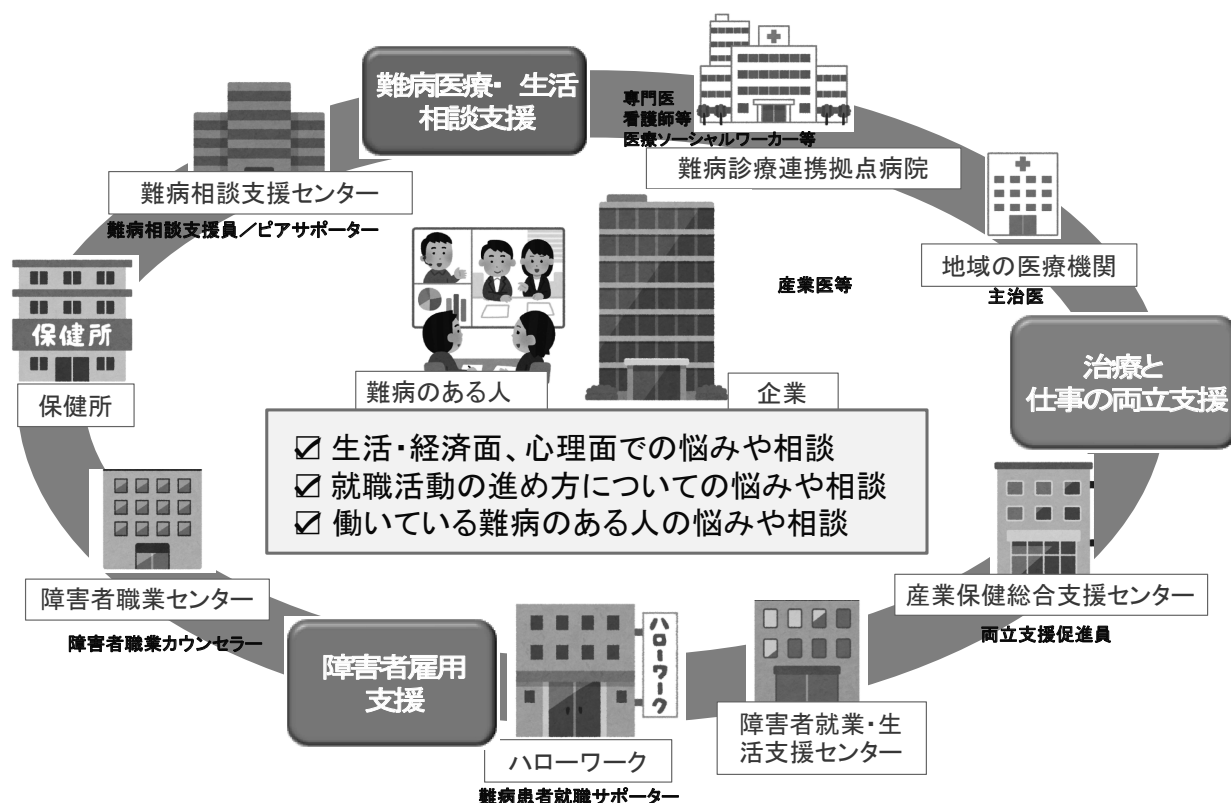 難病医療・ 生活
相談支援
専門医
看護師等
医療ソーシャルワーカー等
難病診療連携拠点病院
難病相談支援センター
難病相談支援員／ピアサポーター
地域の医療機関
主治医
産業医等
保健所
保健所
難病のある人
企業
治療と
仕事の両立支援
☑ 生活・経済面、心理面での悩みや相談
☑ 就職活動の進め方についての悩みや相談
☑ 働いている難病のある人の悩みや相談
障害者職業センター
障害者職業カウンセラー
産業保健総合支援センター
両立支援促進員
障害者雇用
支援
ハローワーク
ハローワーク
難病患者就職サポーター
障害者就業・生
活支援センター